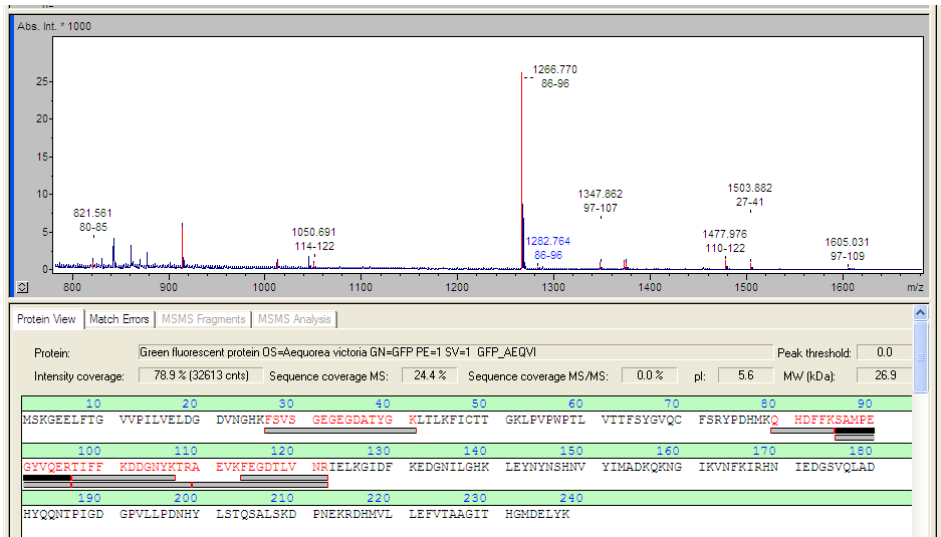 Abs. Int. * 1000
1266.770
86-96
25
20
15
10
1347.862
97-107
1503.882
27-41
821.561
80-85
1050.691
114-122
1282.764
86-96
1477.976
110-122
1605.031
97-109
5
0
800 900 1000 1100 1200 1300 1400 1500 1600 m/z
Protein View Match Errors MSMS Fragments MSMS Analysis
Protein: Green fluorescent protein OS=Aequorea victoria GN=GFP PE=1 SV=1 GFP_AEQVI Peak threshold: 0.0
Intensity coverage: 78.9 % (32613 cnts) Sequence coverage MS: 24.4 % Sequence coverage MS/MS: 0.0 % pI: 5.6 MW (kDa): 26.9
10 20 30 40 50 60 70 80 90
MSKGEELFTG VVPILVELDG DVNGHKFSVS GEGEGDATYG KLTLKFICTT GKLPVPWPTL VTTFSYGVQC FSRYPDHMKQ HDFFKSAMPE
100 110 120 130 140 150 160 170 180
GYVQERTIFF KDDGNYKTRA EVKFEGDTLV NRIELKGIDF KEDGNILGHK LEYNYNSHNV YIMADKQKNG IKVNFKIRHN IEDGSVQLAD
190 200 210 220 230 240
HYQQNTPIGD GPVLLPDNHY LSTQSALSKD PNEKRDHMVL LEFVTAAGIT HGMDELYK